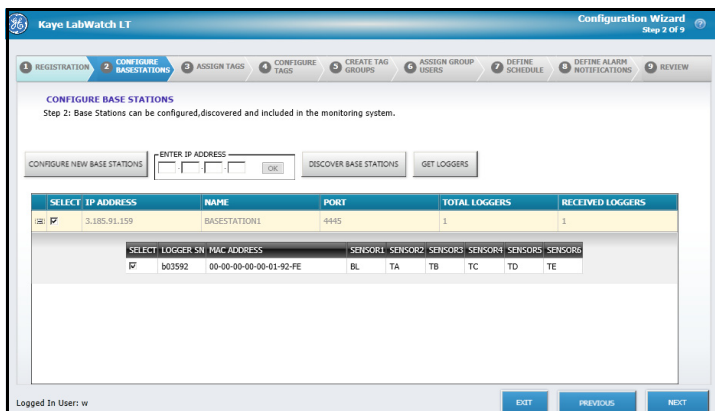 Kaye LabWatch LT
Configuration Wizard
Step 2 Of 9
1 REGISTRATION
2 CONFIGURE BASESTATIONS
3 ASSIGN TAGS
4 CONFIGURE TAGS
5 CREATE TAG GROUPS
6 ASSIGN GROUP USERS
7 DEFINE SCHEDULE
8 DEFINE ALARM NOTIFICATIONS
9 REVIEW
CONFIGURE BASE STATIONS
Step 2: Base Stations can be configured,discovered and included in the monitoring system.
ENTER IP ADDRESS
CONFIGURE NEW BASE STATIONS OK DISCOVER BASE STATIONS GET LOGGERS
SELECT IP ADDRESS NAME PORT TOTAL LOGGERS RECEIVED LOGGERS
3.185.91.159 BASESTATION1 4445 1 1
SELECT LOGGER SN MAC ADDRESS SENSOR1 SENSOR2 SENSOR3 SENSOR4 SENSOR5 SENSOR6
b03592 00-00-00-00-00-01-92-FE BL TA TB TC TD TE
Logged In User: w
EXIT PREVIOUS NEXT